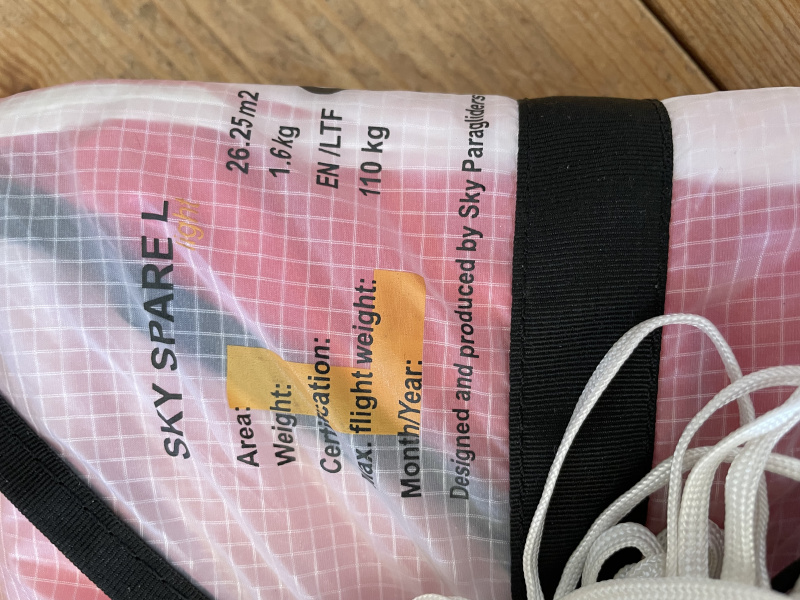 SKY SPARE L
light
Area: 26.25m2
Weight: 1.6kg
Certification: EN /LTF
Max. flight weight: 110 kg
Month/Year:
Designed and produced by Sky Paragliders